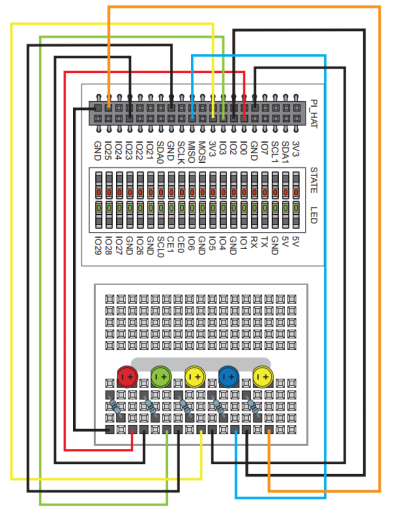 PI_HAT
GND IO25 IO24 IO23 IO22 IO21 SDA0 GND SCLK MISO MOSI 3V3 IO3 IO2 IO0 GND IO7 SCL1 SDA1 3V3
STATE
LED
IO29 IO28 IO27 GND IO26 GND SCL0 CE1 CE0 IO6 GND IO5 IO4 GND IO1 RX TX GND 5V 5V
- + - + - + - + - +